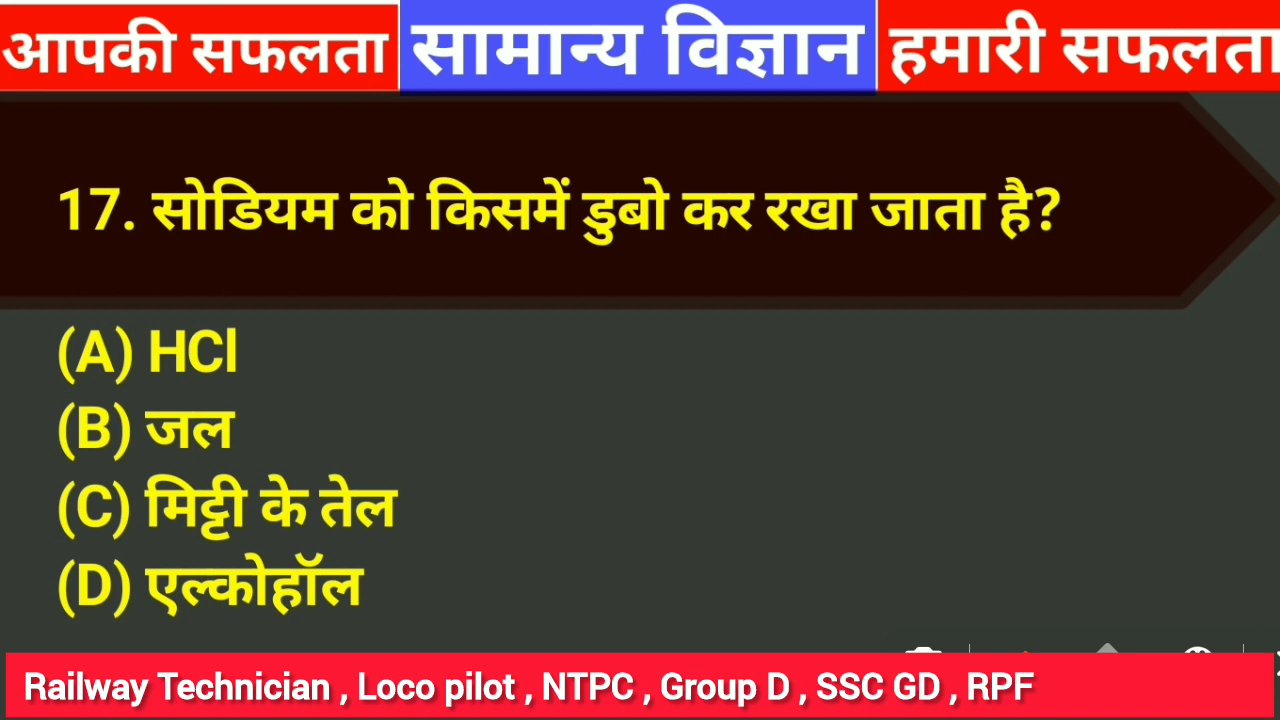 आपकी सफलता सामान्य विज्ञान हमारी सफलता
17. सोडियम को किसमें डुबो कर रखा जाता है?
(A) HCl
(B) जल
(C) मिट्टी के तेल
(D) एल्कोहॉल
Railway Technician , Loco pilot , NTPC , Group D , SSC GD , RPF